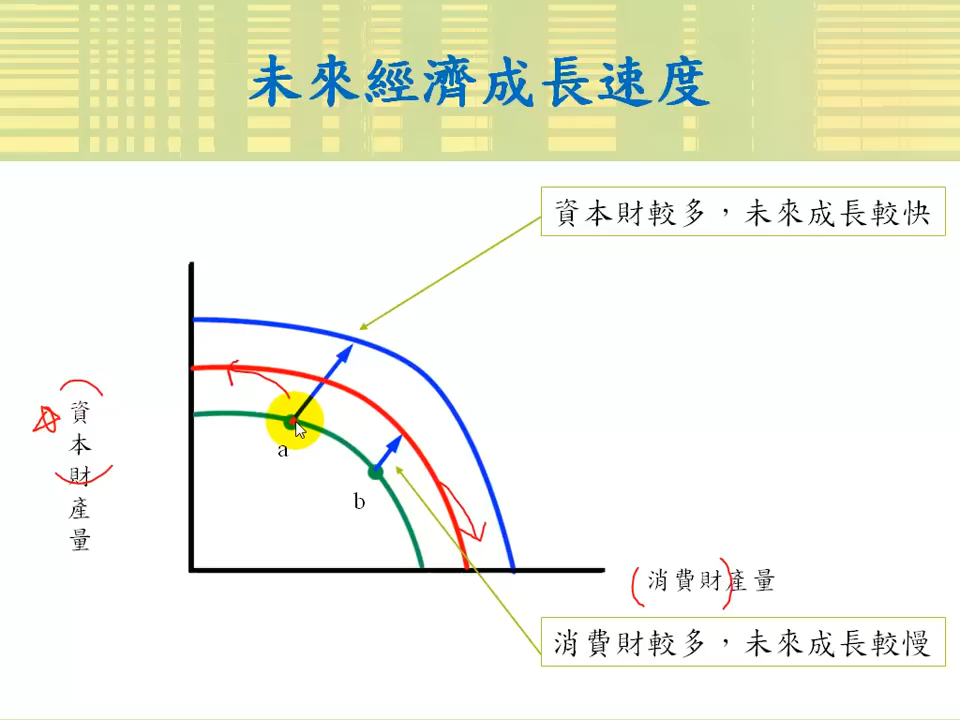 未來經濟成長速度
資本財較多，未來成長較快
資本財產量
a
b
消費財產量
消費財較多，未來成長較慢